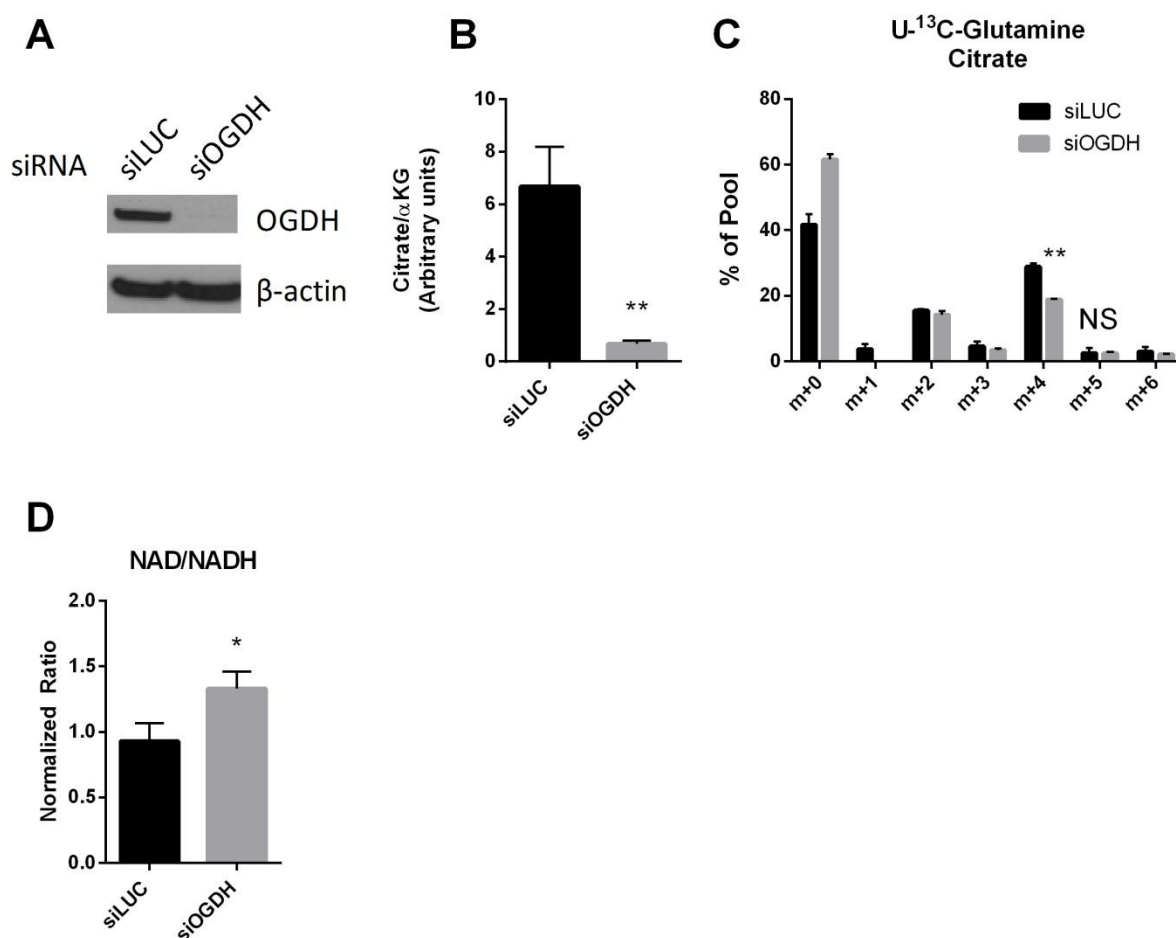 A
siRNA
siLUC
siOGDH
OGDH
β-actin
B
Citrate/αKG
(Arbitrary units)
10
8
6
4
2
0
**
siLUC
siOGDH
C
U-¹³C-Glutamine
Citrate
siLUC
siOGDH
% of Pool
80
60
40
20
0
**
NS
m+0
m+1
m+2
m+3
m+4
m+5
m+6
D
NAD/NADH
Normalized Ratio
2.0
1.5
1.0
0.5
0.0
*
siLUC
siOGDH